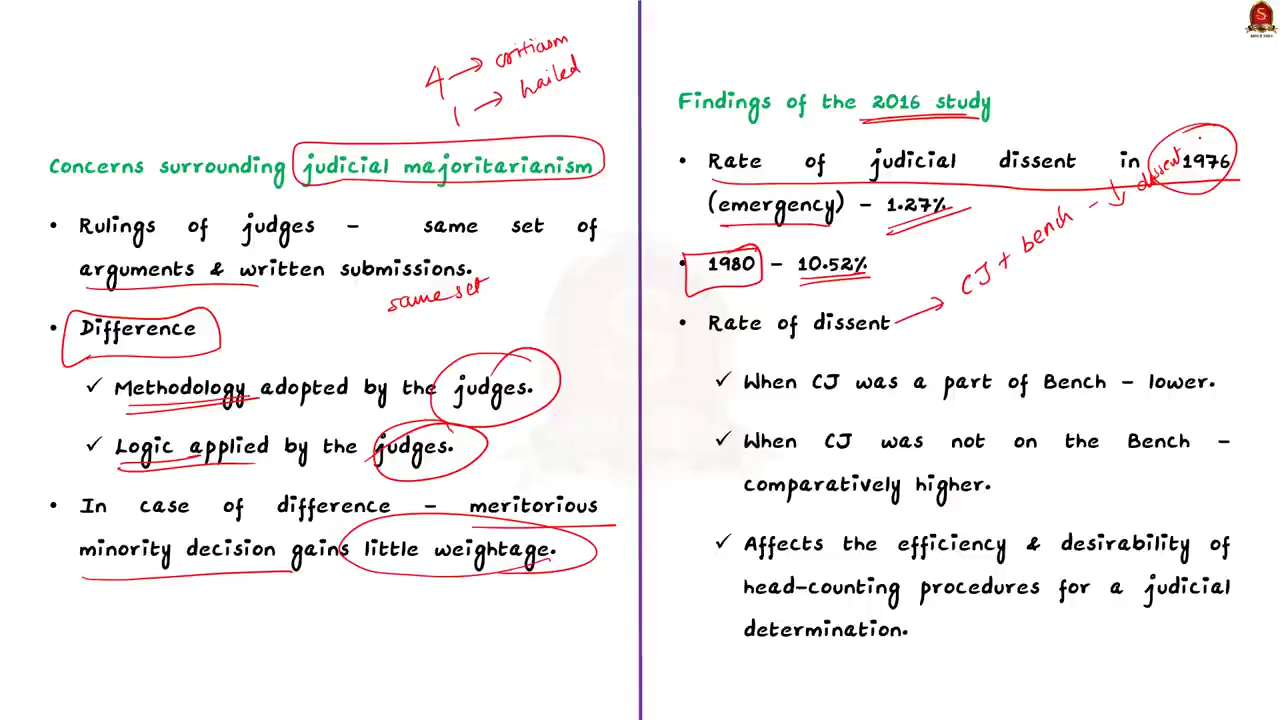 4 → criticism
1 → hailed
Concerns surrounding judicial majoritarianism
• Rulings of judges – same set of
arguments & written submissions.
same set
• Difference
✓ Methodology adopted by the judges.
✓ Logic applied by the judges.
• In case of difference – meritorious
minority decision gains little weightage.
Findings of the 2016 study
• Rate of judicial dissent in 1976
(emergency) – 1.27%
• 1980 – 10.52%
• Rate of dissent → CJ + bench – ↓ dissent
✓ When CJ was a part of Bench – lower.
✓ When CJ was not on the Bench –
comparatively higher.
✓ Affects the efficiency & desirability of
head-counting procedures for a judicial
determination.